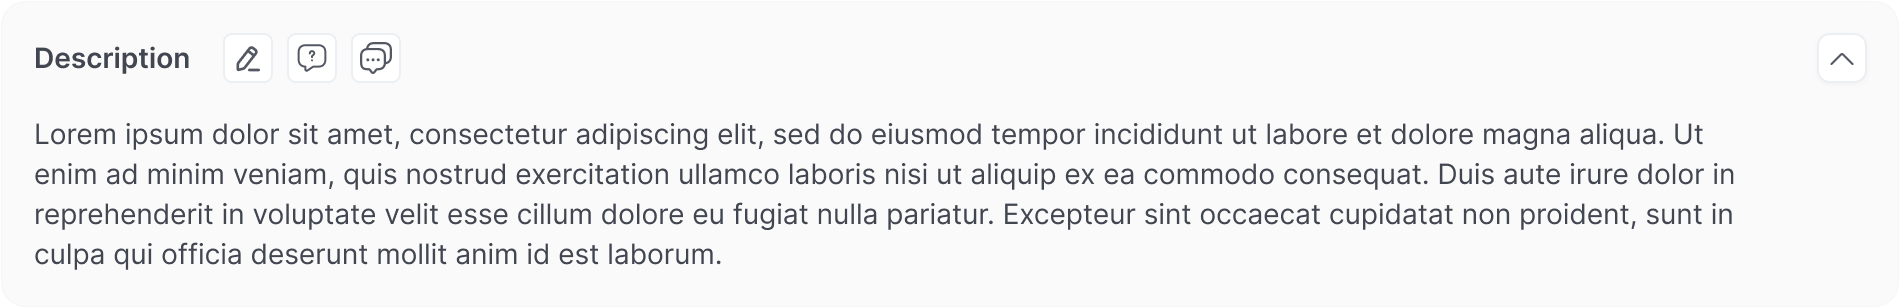 Description
Lorem ipsum dolor sit amet, consectetur adipiscing elit, sed do eiusmod tempor incididunt ut labore et dolore magna aliqua. Ut
enim ad minim veniam, quis nostrud exercitation ullamco laboris nisi ut aliquip ex ea commodo consequat. Duis aute irure dolor in
reprehenderit in voluptate velit esse cillum dolore eu fugiat nulla pariatur. Excepteur sint occaecat cupidatat non proident, sunt in
culpa qui officia deserunt mollit anim id est laborum.